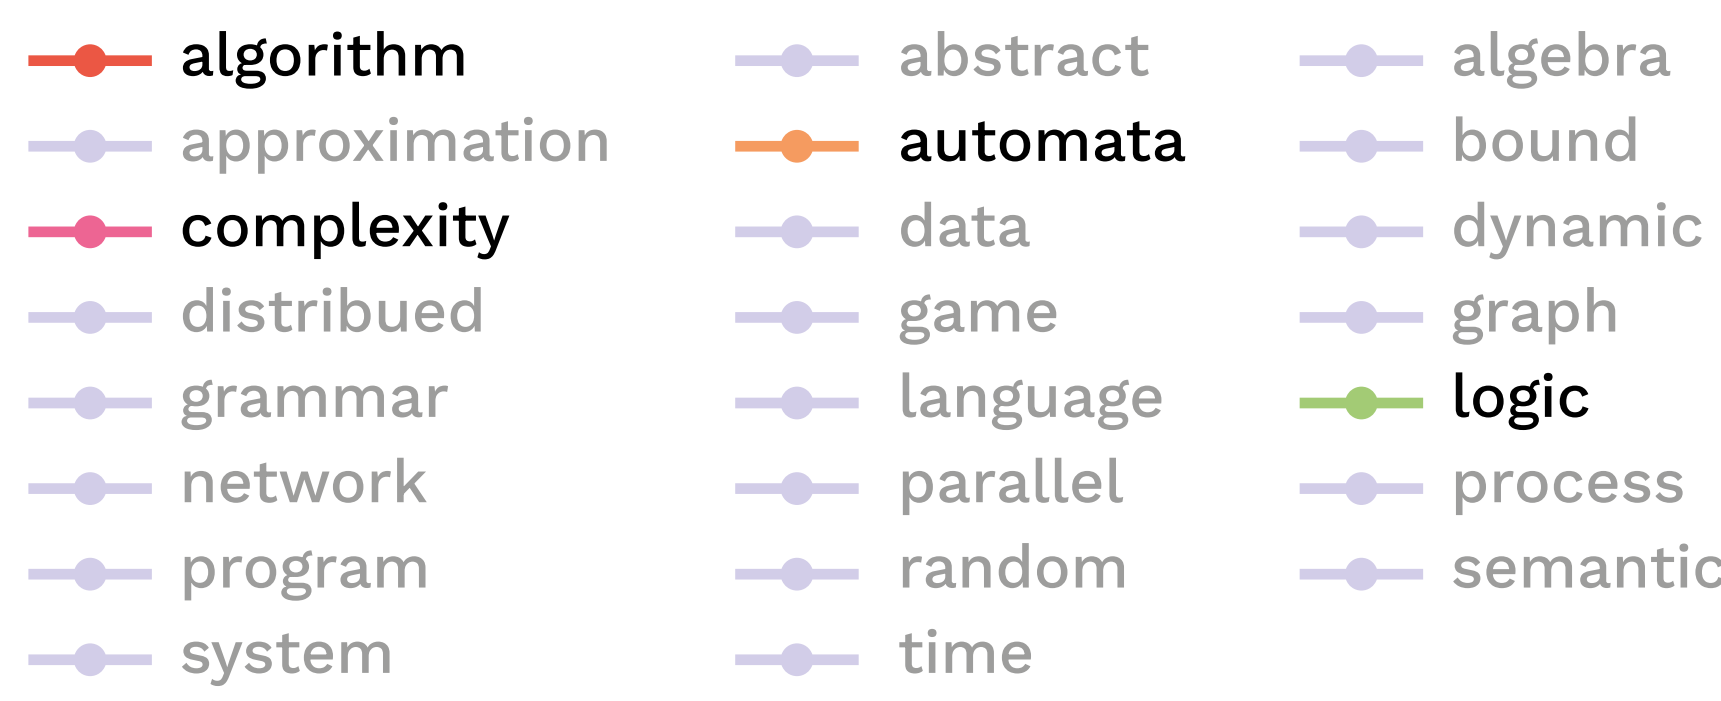 algorithm abstract algebra
approximation automata bound
complexity data dynamic
distribued game graph
grammar language logic
network parallel process
program random semantic
system time